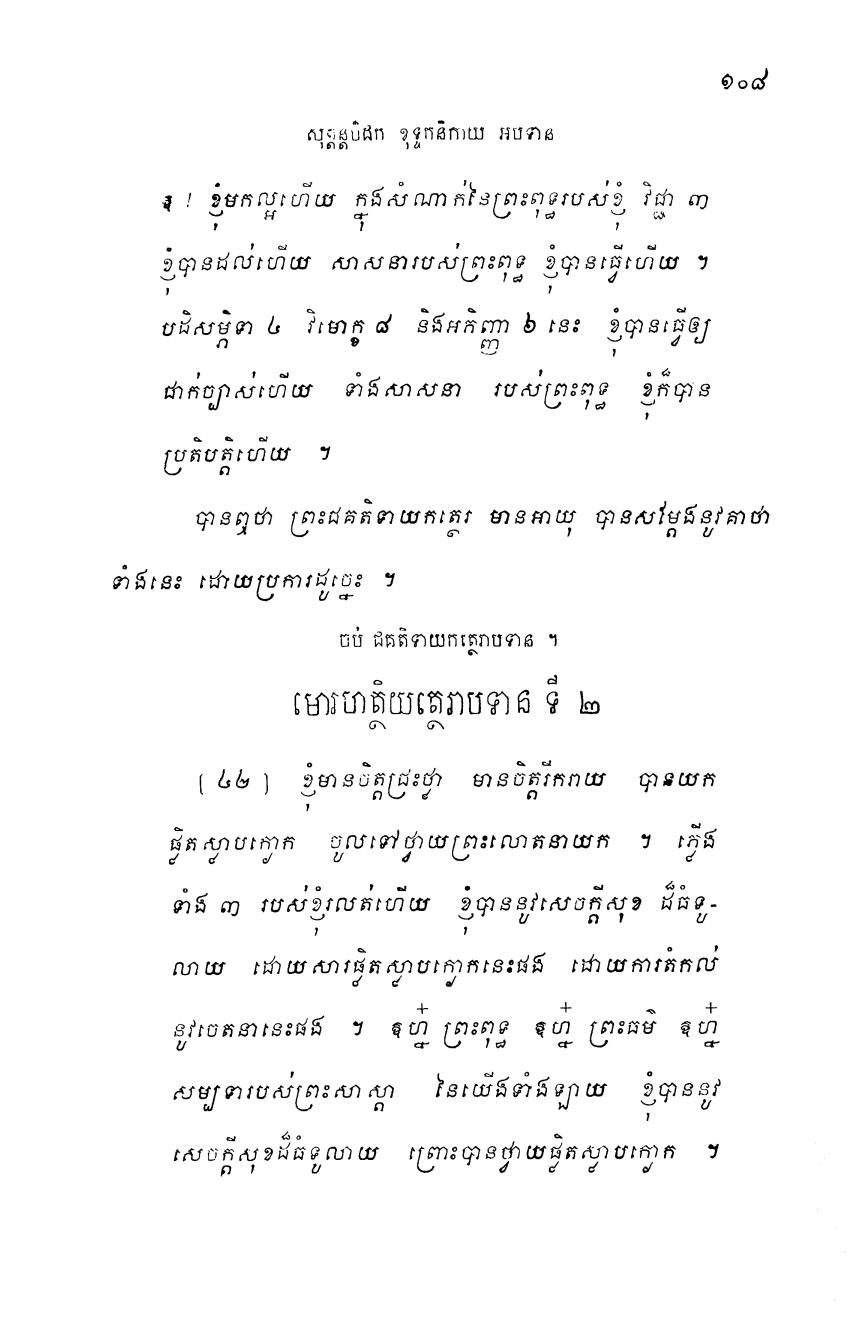 ១០៨
សុត្តន្តបិដក ខុទ្ទកនិកាយ អបទាន
ឱ ! ខ្ញុំមកល្អហើយ ក្នុងសំណាក់នៃព្រះពុទ្ធរបស់ខ្ញុំ វិជ្ជា ៣
ខ្ញុំបានដល់ហើយ សាសនារបស់ព្រះពុទ្ធ ខ្ញុំបានធ្វើហើយ ។
បដិសម្ភិទា ៤ វិមោក្ខ ៨ និងអភិញ្ញា ៦ នេះ ខ្ញុំបានធ្វើឲ្យ
ជាក់ច្បាស់ហើយ ទាំងសាសនា របស់ព្រះពុទ្ធ ខ្ញុំក៏បាន
ប្រតិបត្តិហើយ ។
បានឮថា ព្រះជគតិទាយកត្ថេរ មានអាយុ បានសម្ដែងនូវគាថា
ទាំងនេះ ដោយប្រការដូច្នេះ ។
ចប់ ជគតិទាយកត្ថេរាបទាន ។
មោរហត្ថិយត្ថេរាបទាន ទី ២
[ ៤២ ] ខ្ញុំមានចិត្តជ្រះថ្លា មានចិត្តរីករាយ បានយក
ផ្លិតស្លាបក្ងោក ចូលទៅថ្វាយព្រះលោតនាយក ។ ភ្លើង
ទាំង ៣ របស់ខ្ញុំរលត់ហើយ ខ្ញុំបាននូវសេចក្ដីសុខ ដ៏ធំទូ-
លាយ ដោយសារផ្លិតស្លាបក្ងោកនេះផង ដោយការតំកល់
នូវចេតនានេះផង ។ ឱហ្ន៎ ព្រះពុទ្ធ ឱហ្ន៎ ព្រះធម៌ ឱហ្ន៎
សម្បទារបស់ព្រះសាស្ដា នៃយើងទាំងឡាយ ខ្ញុំបាននូវ
សេចក្ដីសុខដ៏ធំទូលាយ ព្រោះបានថ្វាយផ្លិតស្លាបក្ងោក ។